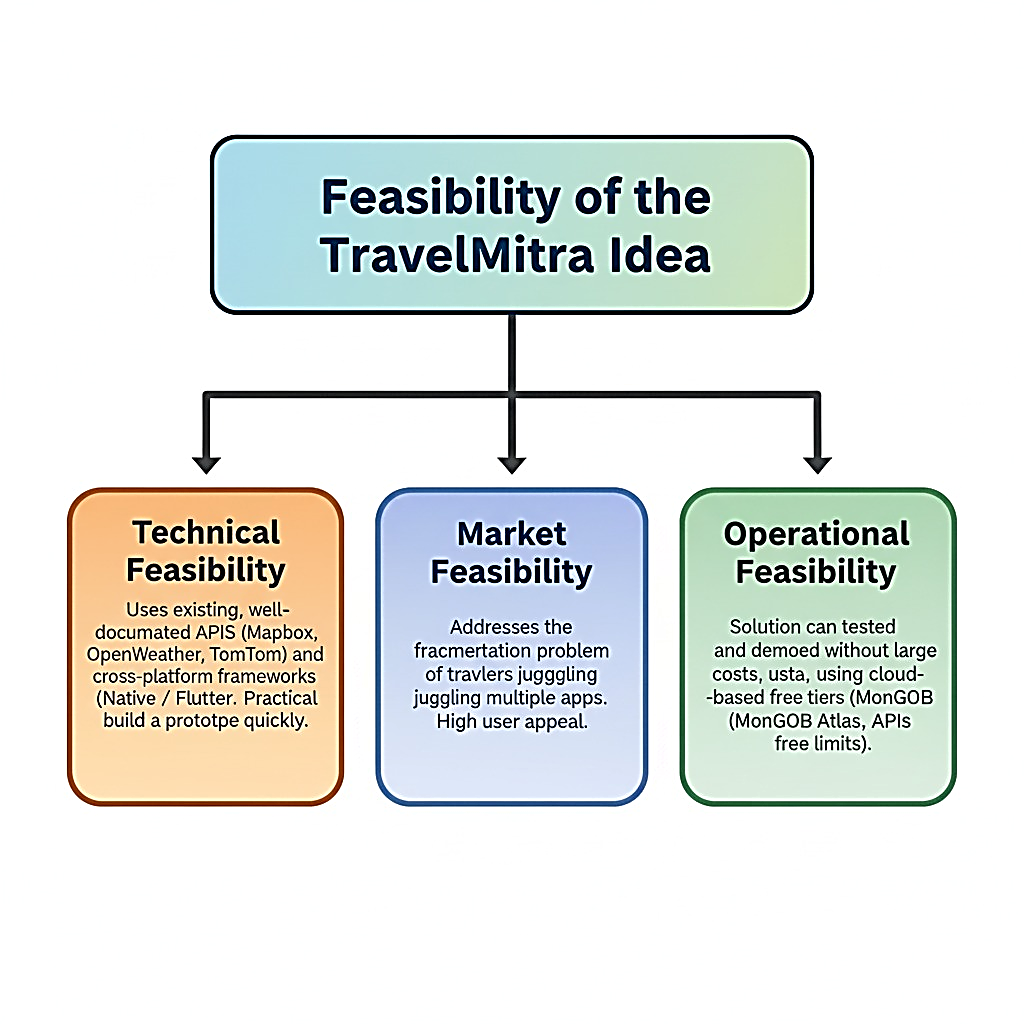 Feasibility of the
TravelMitra Idea
Technical
Feasibility
Uses existing, well-
documated APIS (Mapbox,
OpenWeather, TomTom) and
cross-platform frameworks
(Native / Flutter. Practical
build a prototpe quickly.
Market
Feasibility
Addresses the
fracmertation problem
of travlers jugggling
juggling multiple apps.
High user appeal.
Operational
Feasibility
Solution can tested
and demoed without large
costs, usta, using cloud-
-based free tiers (MonGOB
(MonGOB Atlas, APIs
free limits).